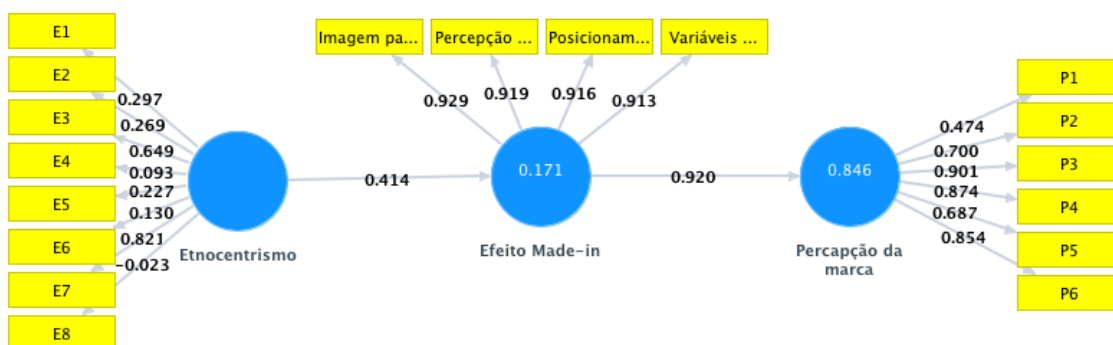 E1
E2
E3
E4
E5
E6
E7
E8
0.297
0.269
0.649
0.093
0.227
0.130
0.821
-0.023
Etnocentrismo
0.414
Imagem pa...
Percepção ...
Posicionam...
Variáveis ...
0.929
0.919
0.916
0.913
0.171
Efeito Made-in
0.920
0.846
Percapção da
marca
0.474
0.700
0.901
0.874
0.687
0.854
P1
P2
P3
P4
P5
P6